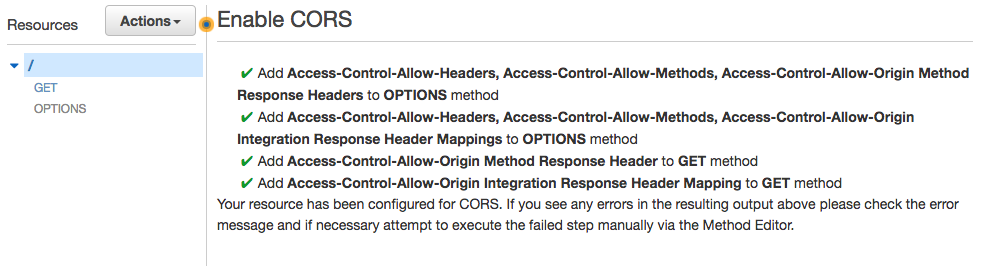 Resources
Actions
/
GET
OPTIONS
Enable CORS
✔ Add Access-Control-Allow-Headers, Access-Control-Allow-Methods, Access-Control-Allow-Origin Method
Response Headers to OPTIONS method
✔ Add Access-Control-Allow-Headers, Access-Control-Allow-Methods, Access-Control-Allow-Origin
Integration Response Header Mappings to OPTIONS method
✔ Add Access-Control-Allow-Origin Method Response Header to GET method
✔ Add Access-Control-Allow-Origin Integration Response Header Mapping to GET method
Your resource has been configured for CORS. If you see any errors in the resulting output above please check the error
message and if necessary attempt to execute the failed step manually via the Method Editor.